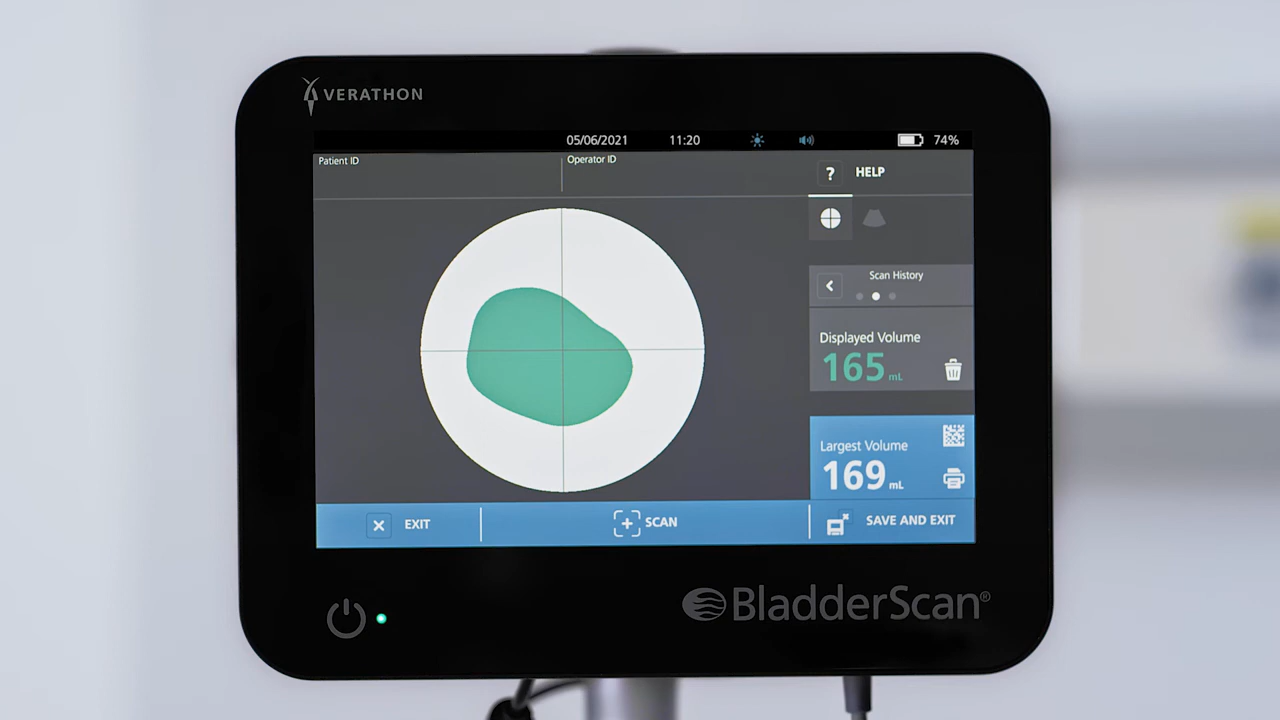 VERATHON
05/06/2021 11:20 74%
Patient ID
Operator ID
? HELP
Scan History
Displayed Volume
165 mL
Largest Volume
169 mL
EXIT
SCAN
SAVE AND EXIT
BladderScan®